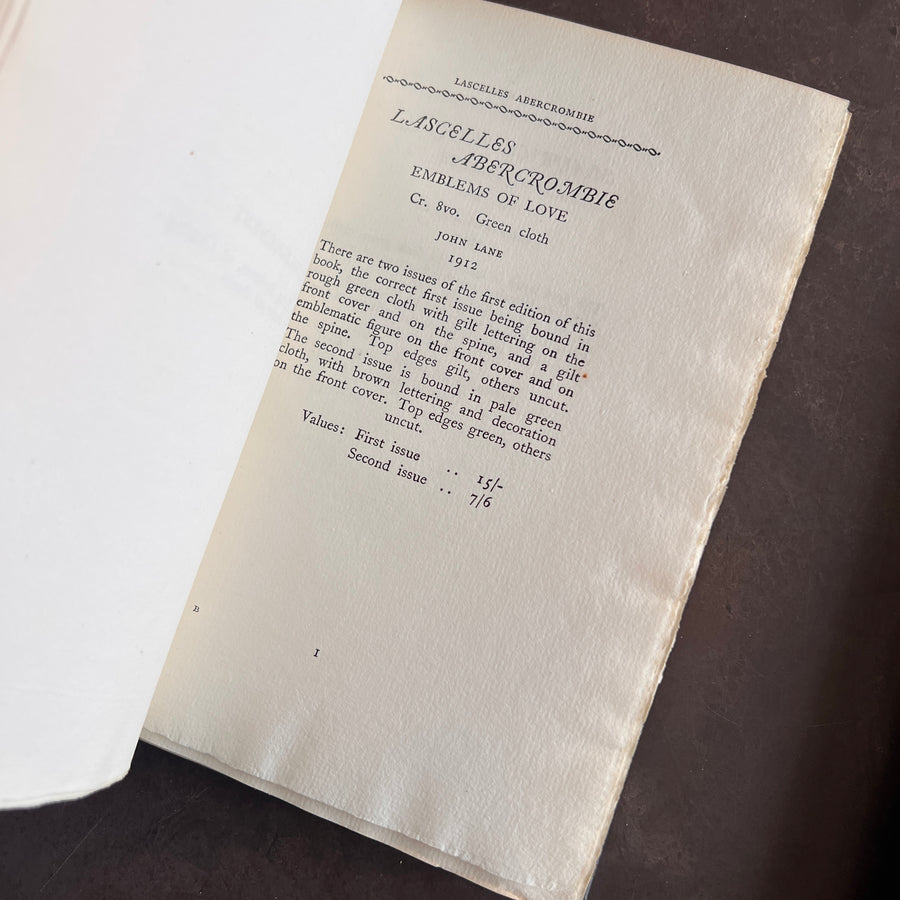 LASCELLES ABERCROMBIE
LASCELLES
ABERCROMBIE
EMBLEMS OF LOVE
Cr. 8vo. Green cloth
JOHN LANE
1912
There are two issues of the first edition of this
book, the correct first issue being bound in
rough green cloth with gilt lettering on the
front cover and on the spine, and a gilt
emblematic figure on the front cover and on
the spine. Top edges gilt, others uncut.
The second issue is bound in pale green
cloth, with brown lettering and decoration
on the front cover. Top edges green, others
uncut.
Values: First issue .. 15/-
Second issue .. 7/6
B
1